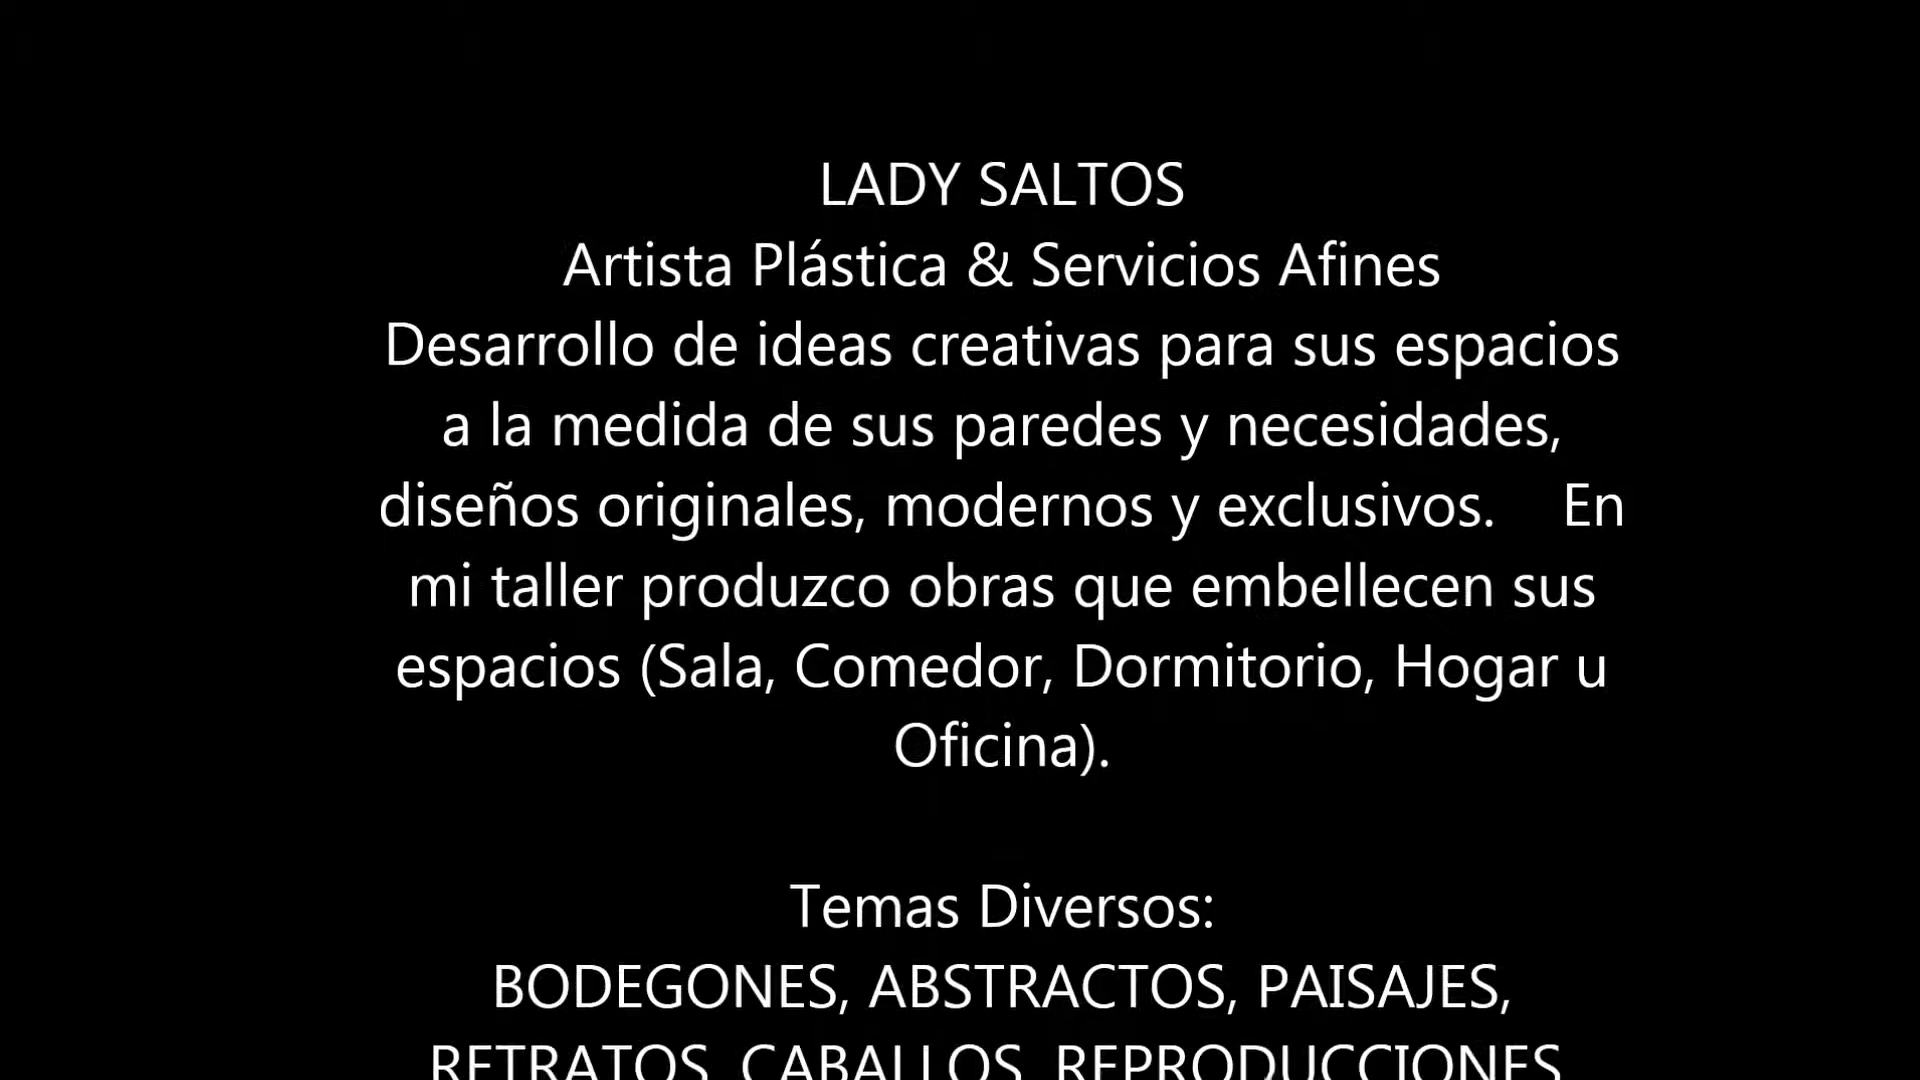 LADY SALTOS
Artista Plástica & Servicios Afines
Desarrollo de ideas creativas para sus espacios
a la medida de sus paredes y necesidades,
diseños originales, modernos y exclusivos. En
mi taller produzco obras que embellecen sus
espacios (Sala, Comedor, Dormitorio, Hogar u
Oficina).
Temas Diversos:
BODEGONES, ABSTRACTOS, PAISAJES,
RETRATOS, CABALLOS, REPRODUCCIONES